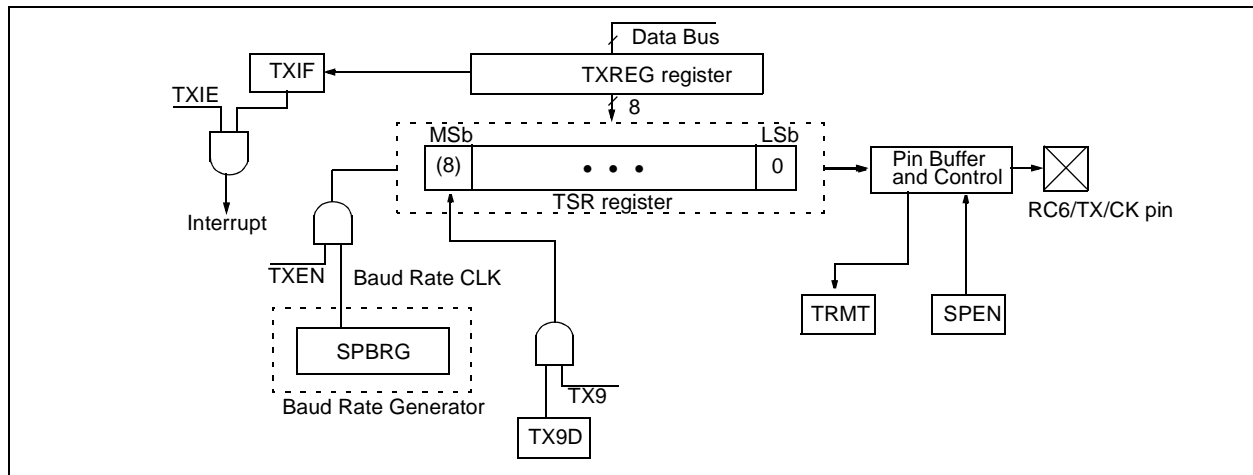 Data Bus
TXIF
TXREG register
TXIE
8
MSb
LSb
(8)
0
Pin Buffer
and Control
TSR register
RC6/TX/CK pin
Interrupt
TXEN
Baud Rate CLK
TRMT
SPEN
SPBRG
TX9
Baud Rate Generator
TX9D